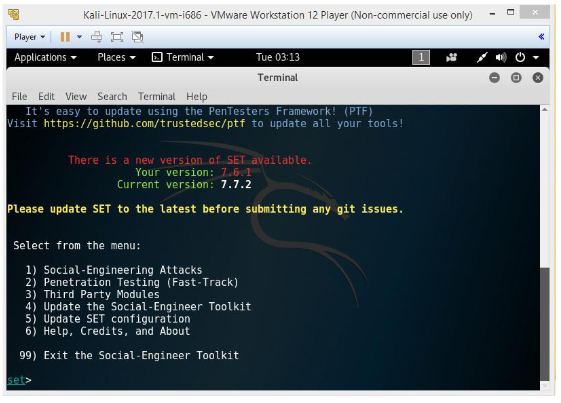 Kali-Linux-2017.1-vm-i686 - VMware Workstation 12 Player (Non-commercial use only)
Player
Applications Places Terminal Tue 03:13 1
Terminal
File Edit View Search Terminal Help
It's easy to update using the PenTesters Framework! (PTF)
Visit https://github.com/trustedsec/ptf to update all your tools!
There is a new version of SET available.
Your version: 7.6.1
Current version: 7.7.2
Please update SET to the latest before submitting any git issues.
Select from the menu:
1) Social-Engineering Attacks
2) Penetration Testing (Fast-Track)
3) Third Party Modules
4) Update the Social-Engineer Toolkit
5) Update SET configuration
6) Help, Credits, and About
99) Exit the Social-Engineer Toolkit
set>